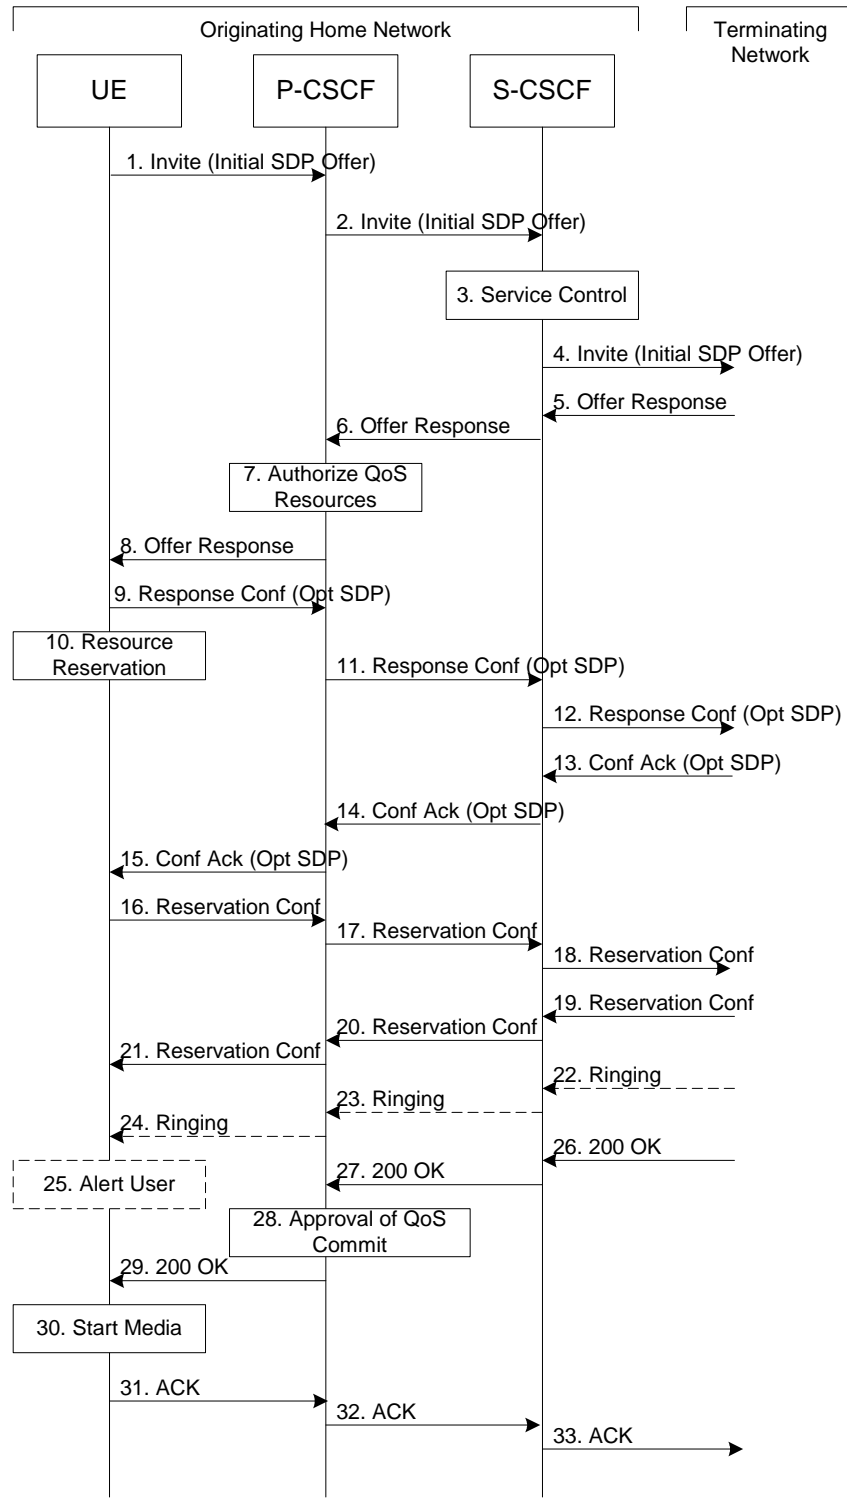 Originating Home Network
Terminating
Network
UE
P-CSCF
S-CSCF
1. Invite (Initial SDP Offer)
2. Invite (Initial SDP Offer)
3. Service Control
4. Invite (Initial SDP Offer)
5. Offer Response
6. Offer Response
7. Authorize QoS
Resources
8. Offer Response
9. Response Conf (Opt SDP)
10. Resource
Reservation
11. Response Conf (Opt SDP)
12. Response Conf (Opt SDP)
13. Conf Ack (Opt SDP)
14. Conf Ack (Opt SDP)
15. Conf Ack (Opt SDP)
16. Reservation Conf
17. Reservation Conf
18. Reservation Conf
19. Reservation Conf
20. Reservation Conf
21. Reservation Conf
22. Ringing
23. Ringing
24. Ringing
25. Alert User
26. 200 OK
27. 200 OK
28. Approval of QoS
Commit
29. 200 OK
30. Start Media
31. ACK
32. ACK
33. ACK